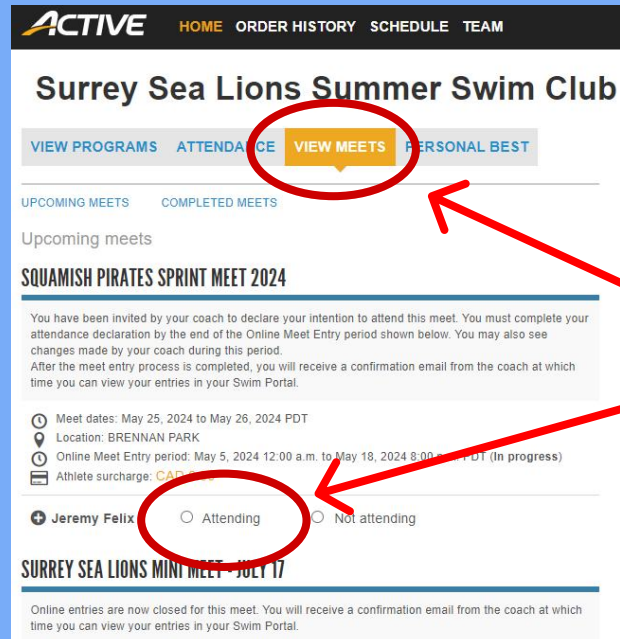 ACTIVE HOME ORDER HISTORY SCHEDULE TEAM
Surrey Sea Lions Summer Swim Club
VIEW PROGRAMS ATTENDANCE VIEW MEETS PERSONAL BEST
UPCOMING MEETS COMPLETED MEETS
Upcoming meets
SQUAMISH PIRATES SPRINT MEET 2024
You have been invited by your coach to declare your intention to attend this meet. You must complete your
attendance declaration by the end of the Online Meet Entry period shown below. You may also see
changes made by your coach during this period.
After the meet entry process is completed, you will receive a confirmation email from the coach at which
time you can view your entries in your Swim Portal.
Meet dates: May 25, 2024 to May 26, 2024 PDT
Location: BRENNAN PARK
Online Meet Entry period: May 5, 2024 12:00 a.m. to May 18, 2024 8:00 PDT (In progress)
Athlete surcharge: CAD
Jeremy Felix Attending Not attending
SURREY SEA LIONS MINI MEET - JULY 17
Online entries are now closed for this meet. You will receive a confirmation email from the coach at which
time you can view your entries in your Swim Portal.